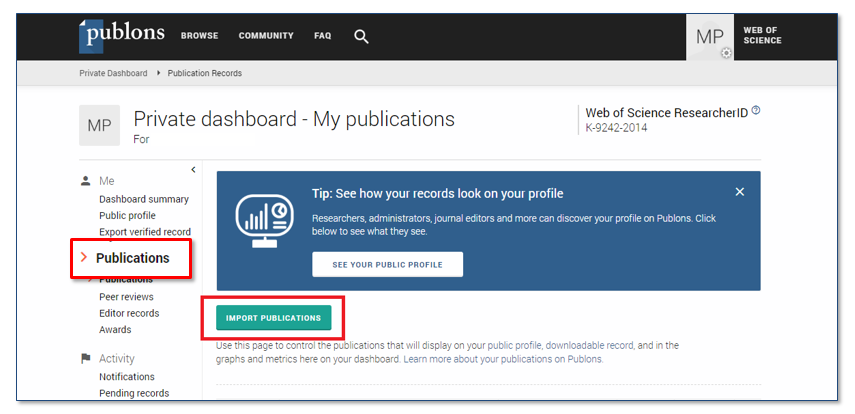 publons BROWSE COMMUNITY FAQ MP WEB OF SCIENCE
Private Dashboard Publication Records
MP
Private dashboard - My publications
For
Web of Science ResearcherID
K-9242-2014
Me
Dashboard summary
Public profile
Export verified record
Publications
Publications
Peer reviews
Editor records
Awards
Activity
Notifications
Pending records
Tip: See how your records look on your profile
Researchers, administrators, journal editors and more can discover your profile on Publons. Click
below to see what they see.
SEE YOUR PUBLIC PROFILE
IMPORT PUBLICATIONS
Use this page to control the publications that will display on your public profile, downloadable record, and in the
graphs and metrics here on your dashboard. Learn more about your publications on Publons.